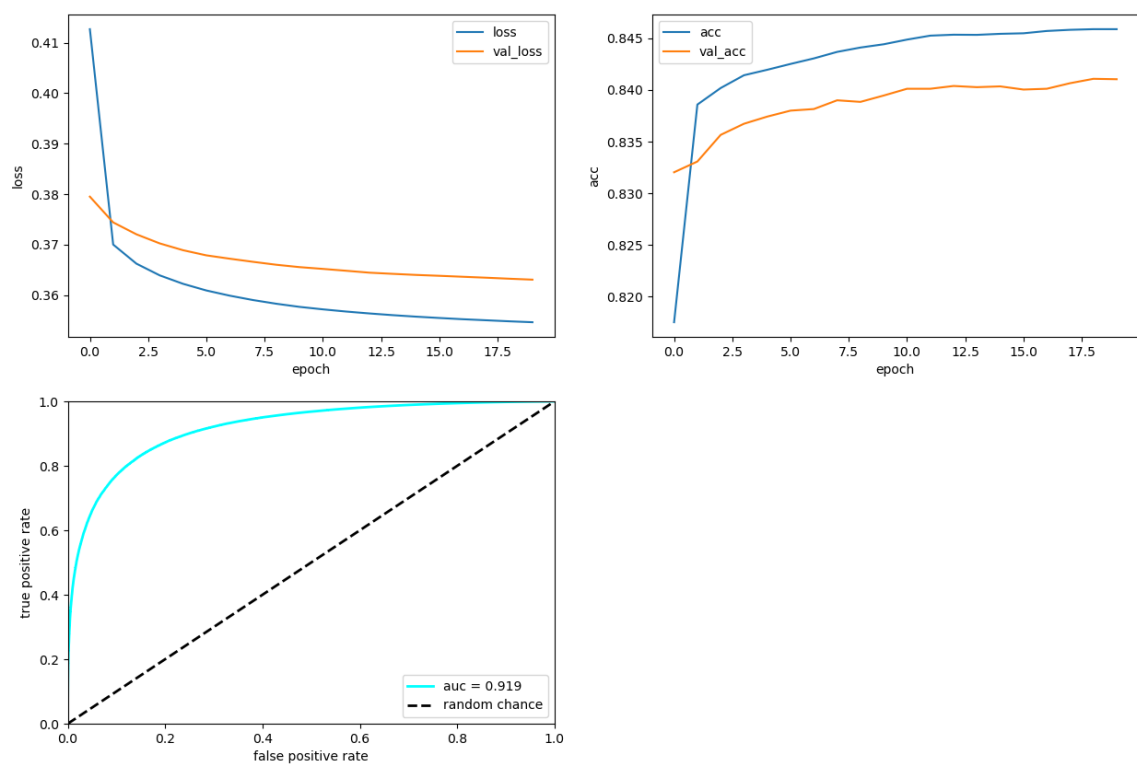 loss
val_loss
0.41
0.40
0.39
0.38
0.37
0.36
loss
0.0 2.5 5.0 7.5 10.0 12.5 15.0 17.5
epoch
acc
val_acc
0.845
0.840
0.835
0.830
0.825
0.820
acc
0.0 2.5 5.0 7.5 10.0 12.5 15.0 17.5
epoch
1.0
0.8
0.6
0.4
0.2
0.0
true positive rate
auc = 0.919
random chance
0.0 0.2 0.4 0.6 0.8 1.0
false positive rate